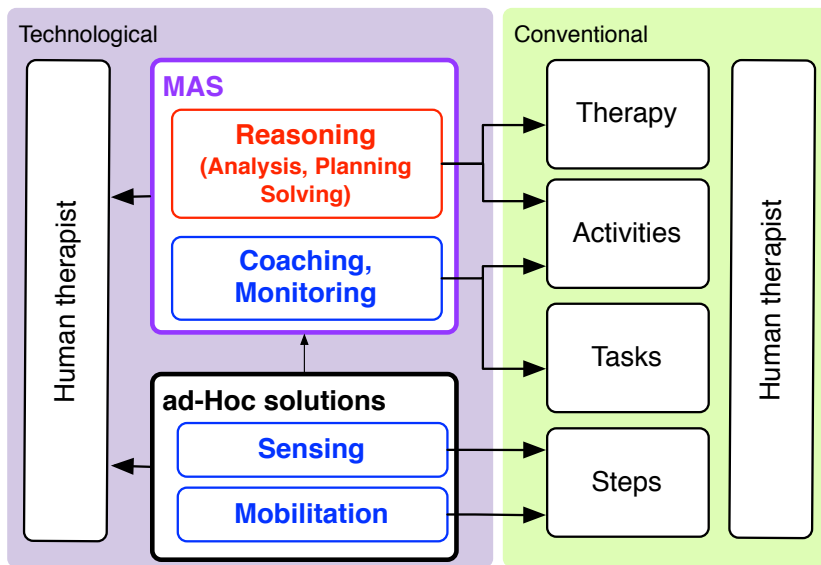 Technological
Human therapist
MAS
Reasoning
(Analysis, Planning
Solving)
Coaching,
Monitoring
ad-Hoc solutions
Sensing
Mobilitation
Conventional
Therapy
Activities
Tasks
Steps
Human therapist